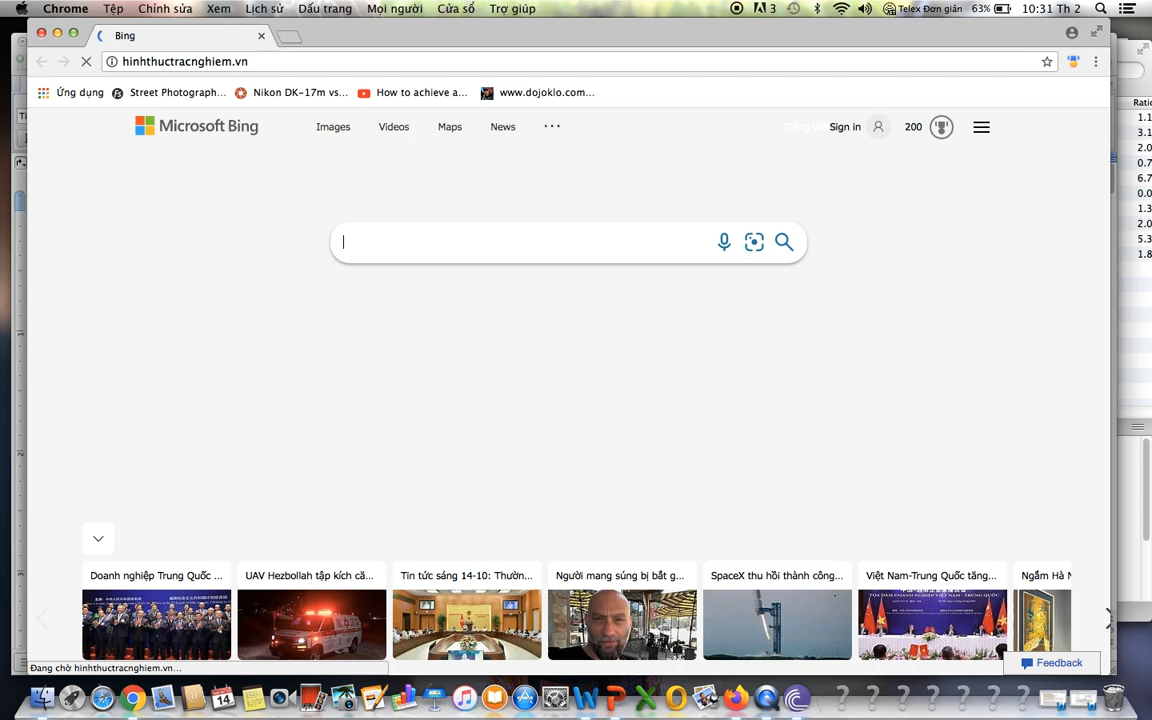 Chrome Tệp Chỉnh sửa Xem Lịch sử Dấu trang Mọi người Cửa sổ Trợ giúp 3 Telex Đơn giản 63% 10:31 Th 2
Bing
hinhthuctracnghiem.vn
Ứng dụng Street Photograph... Nikon DK-17m vs... How to achieve a... www.dojoklo.com...
Microsoft Bing Images Videos Maps News ... Tiếng Việt Sign in 200
Ratio
1.1
3.1
2.0
0.7
6.7
0.0
1.3
2.0
5.3
1.8
Doanh nghiệp Trung Quốc ... UAV Hezbollah tập kích că... Tin tức sáng 14-10: Thườn... Người mang súng bị bắt g... SpaceX thu hồi thành công... Việt Nam-Trung Quốc tăng... Ngắm Hà N
Feedback
Đang chờ hinhthuctracnghiem.vn...
14